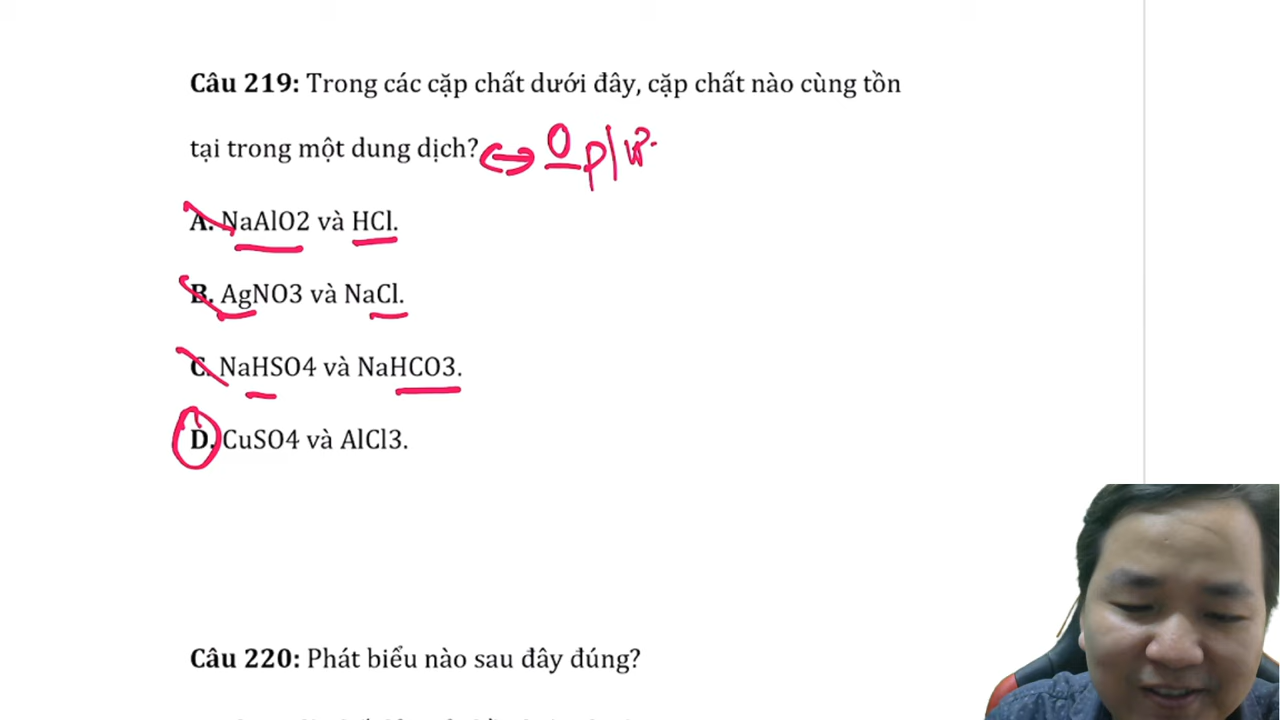 Câu 219: Trong các cặp chất dưới đây, cặp chất nào cùng tồn
tại trong một dung dịch? ⇔ 0 p/ư
A. NaAlO2 và HCl.
B. AgNO3 và NaCl.
C. NaHSO4 và NaHCO3.
D. CuSO4 và AlCl3.
Câu 220: Phát biểu nào sau đây đúng?